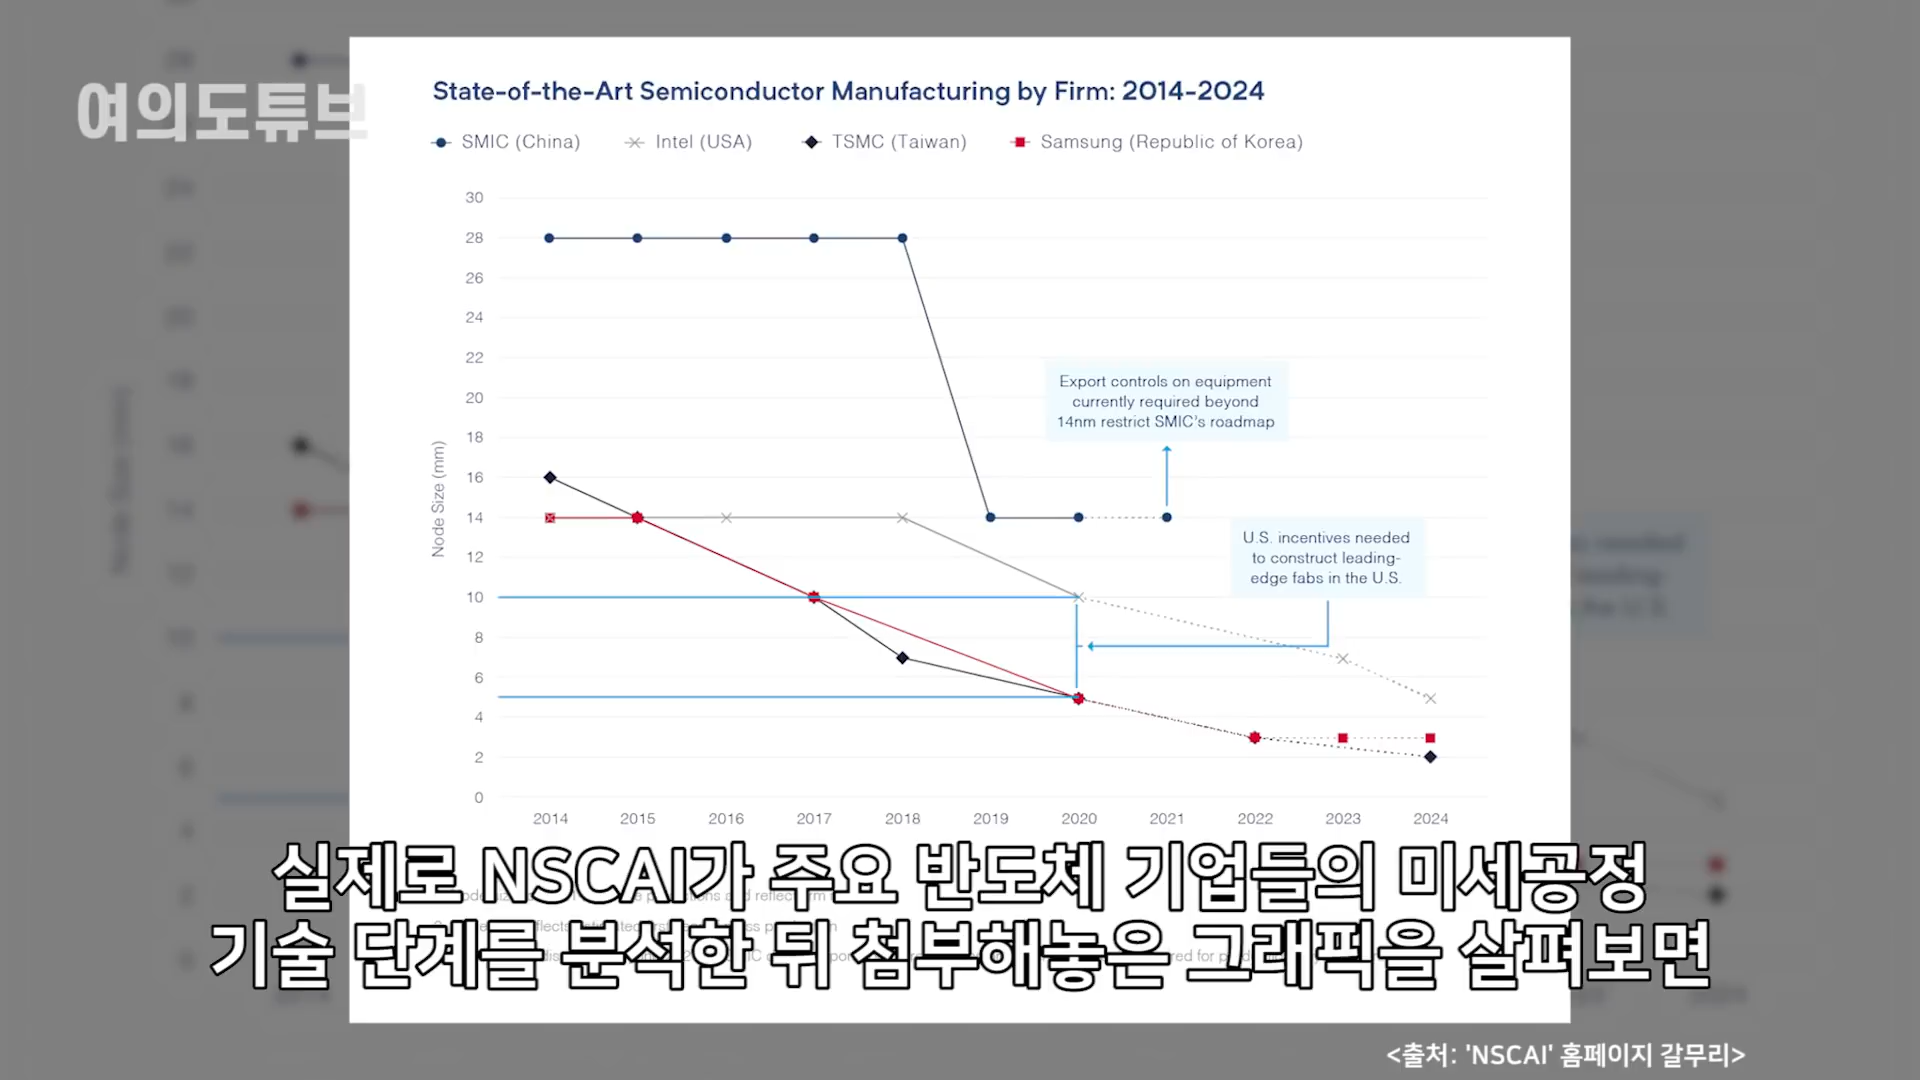 여의도튜브
State-of-the-Art Semiconductor Manufacturing by Firm: 2014-2024
SMIC (China) Intel (USA) TSMC (Taiwan) Samsung (Republic of Korea)
30
28
26
24
22
20
18
16
14
12
10
8
6
4
2
0
Node Size (mm)
Export controls on equipment
currently required beyond
14nm restrict SMIC's roadmap
U.S. incentives needed
to construct leading-
edge fabs in the U.S.
2014 2015 2016 2017 2018 2019 2020 2021 2022 2023 2024
실제로 NSCAI가 주요 반도체 기업들의 미세공정
기술 단계를 분석한 뒤 첨부해놓은 그래픽을 살펴보면
<출처: 'NSCAI' 홈페이지 갈무리>